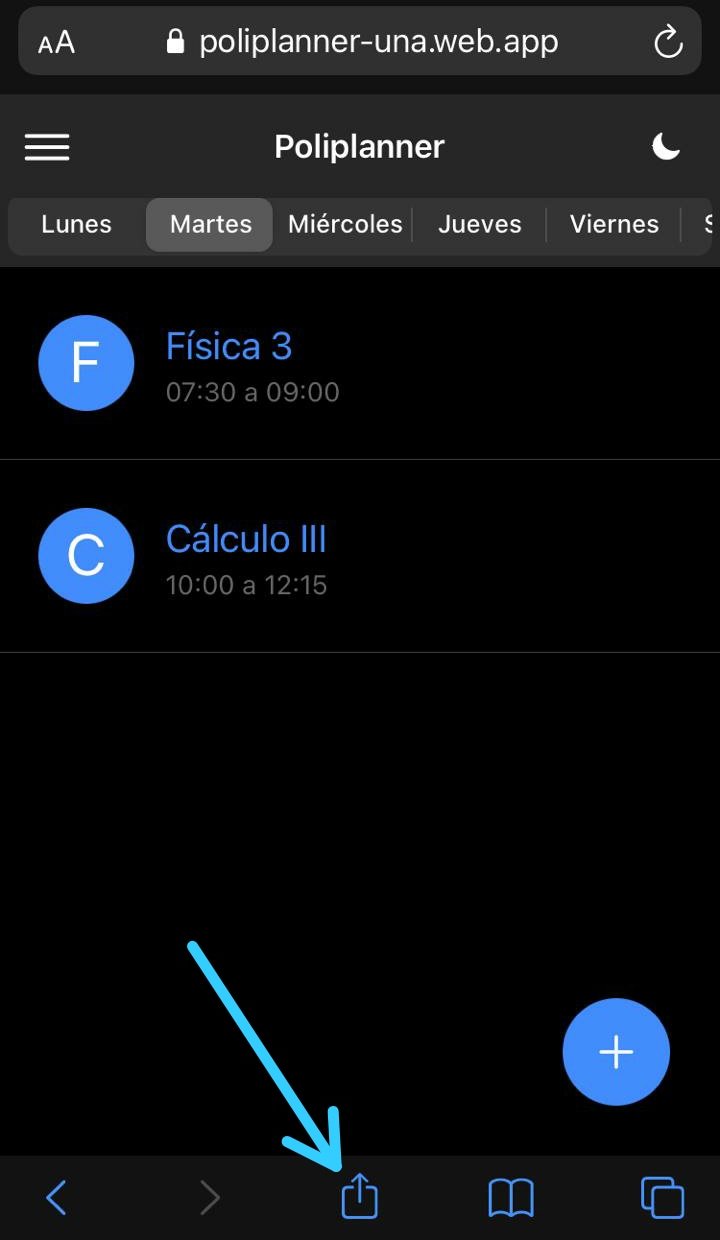 AA poliplanner-una.web.app
Poliplanner
Lunes Martes Miércoles Jueves Viernes
F Física 3
07:30 a 09:00
C Cálculo III
10:00 a 12:15